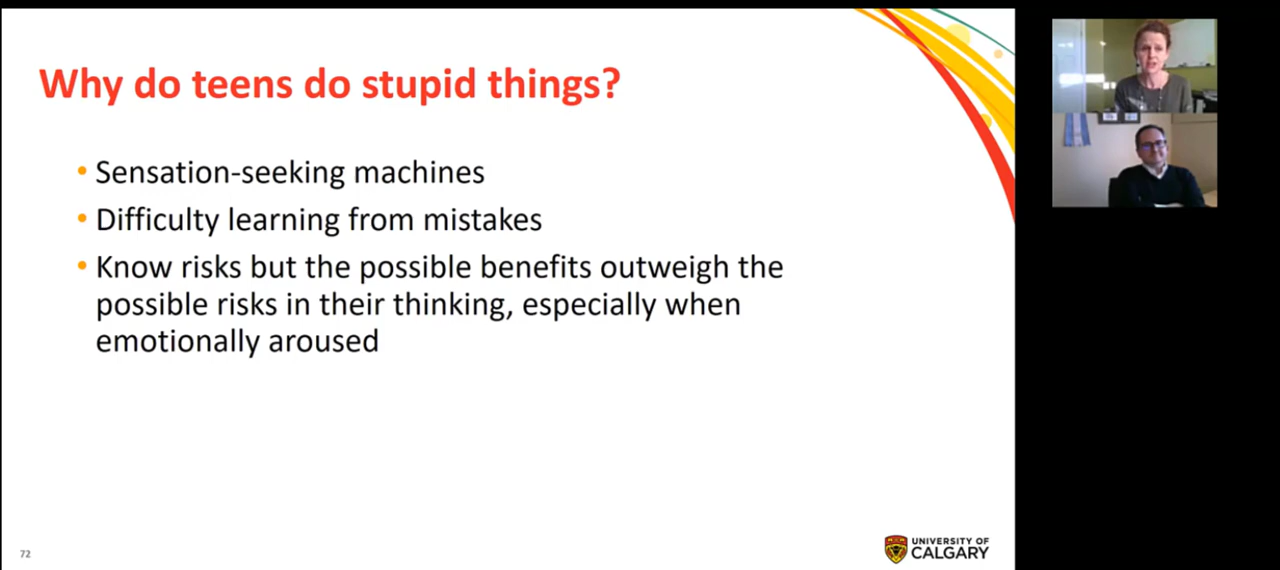 Why do teens do stupid things?
• Sensation-seeking machines
• Difficulty learning from mistakes
• Know risks but the possible benefits outweigh the
possible risks in their thinking, especially when
emotionally aroused
72
UNIVERSITY OF
CALGARY